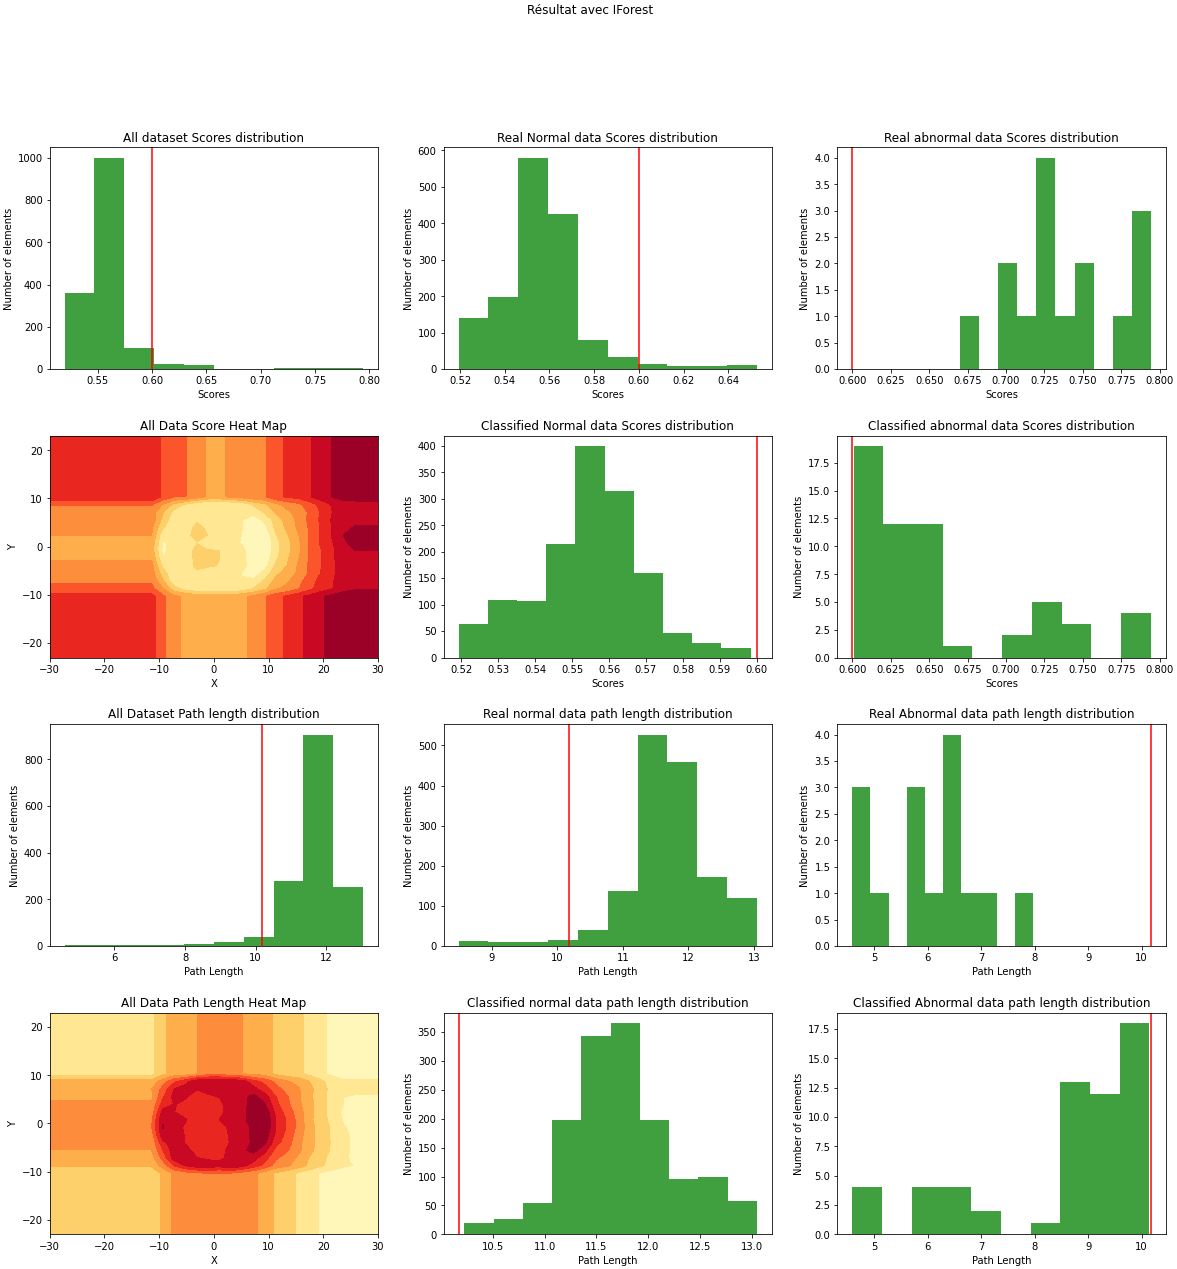 Résultat avec IForest
All dataset Scores distribution
Number of elements
1000
800
600
400
200
0
0.55 0.60 0.65 0.70 0.75 0.80
Scores
Real Normal data Scores distribution
Number of elements
600
500
400
300
200
100
0
0.52 0.54 0.56 0.58 0.60 0.62 0.64
Scores
Real abnormal data Scores distribution
Number of elements
4.0
3.5
3.0
2.5
2.0
1.5
1.0
0.5
0.0
0.600 0.625 0.650 0.675 0.700 0.725 0.750 0.775 0.800
Scores
All Data Score Heat Map
Y
20
10
0
−10
−20
−30 −20 −10 0 10 20 30
X
Classified Normal data Scores distribution
Number of elements
400
350
300
250
200
150
100
50
0
0.52 0.53 0.54 0.55 0.56 0.57 0.58 0.59 0.60
Scores
Classified abnormal data Scores distribution
Number of elements
17.5
15.0
12.5
10.0
7.5
5.0
2.5
0.0
0.600 0.625 0.650 0.675 0.700 0.725 0.750 0.775 0.800
Scores
All Dataset Path length distribution
Number of elements
800
600
400
200
0
6 8 10 12
Path Length
Real normal data path length distribution
Number of elements
500
400
300
200
100
0
9 10 11 12 13
Path Length
Real Abnormal data path length distribution
Number of elements
4.0
3.5
3.0
2.5
2.0
1.5
1.0
0.5
0.0
5 6 7 8 9 10
Path Length
All Data Path Length Heat Map
Y
20
10
0
−10
−20
−30 −20 −10 0 10 20 30
X
Classified normal data path length distribution
Number of elements
350
300
250
200
150
100
50
0
10.5 11.0 11.5 12.0 12.5 13.0
Path Length
Classified Abnormal data path length distribution
Number of elements
17.5
15.0
12.5
10.0
7.5
5.0
2.5
0.0
5 6 7 8 9 10
Path Length